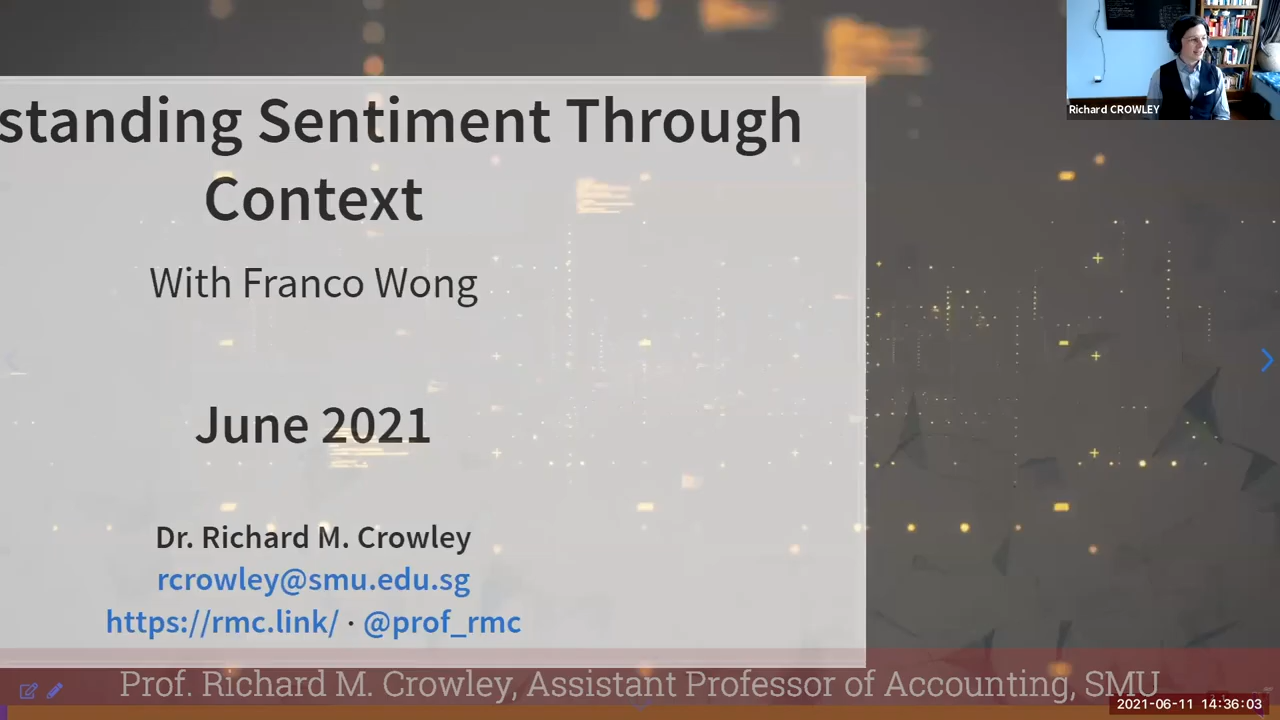 standing Sentiment Through
Context
With Franco Wong
June 2021
Dr. Richard M. Crowley
rcrowley@smu.edu.sg
https://rmc.link/ · @prof_rmc
Prof. Richard M. Crowley, Assistant Professor of Accounting, SMU
Richard CROWLEY
2021-06-11 14:36:03